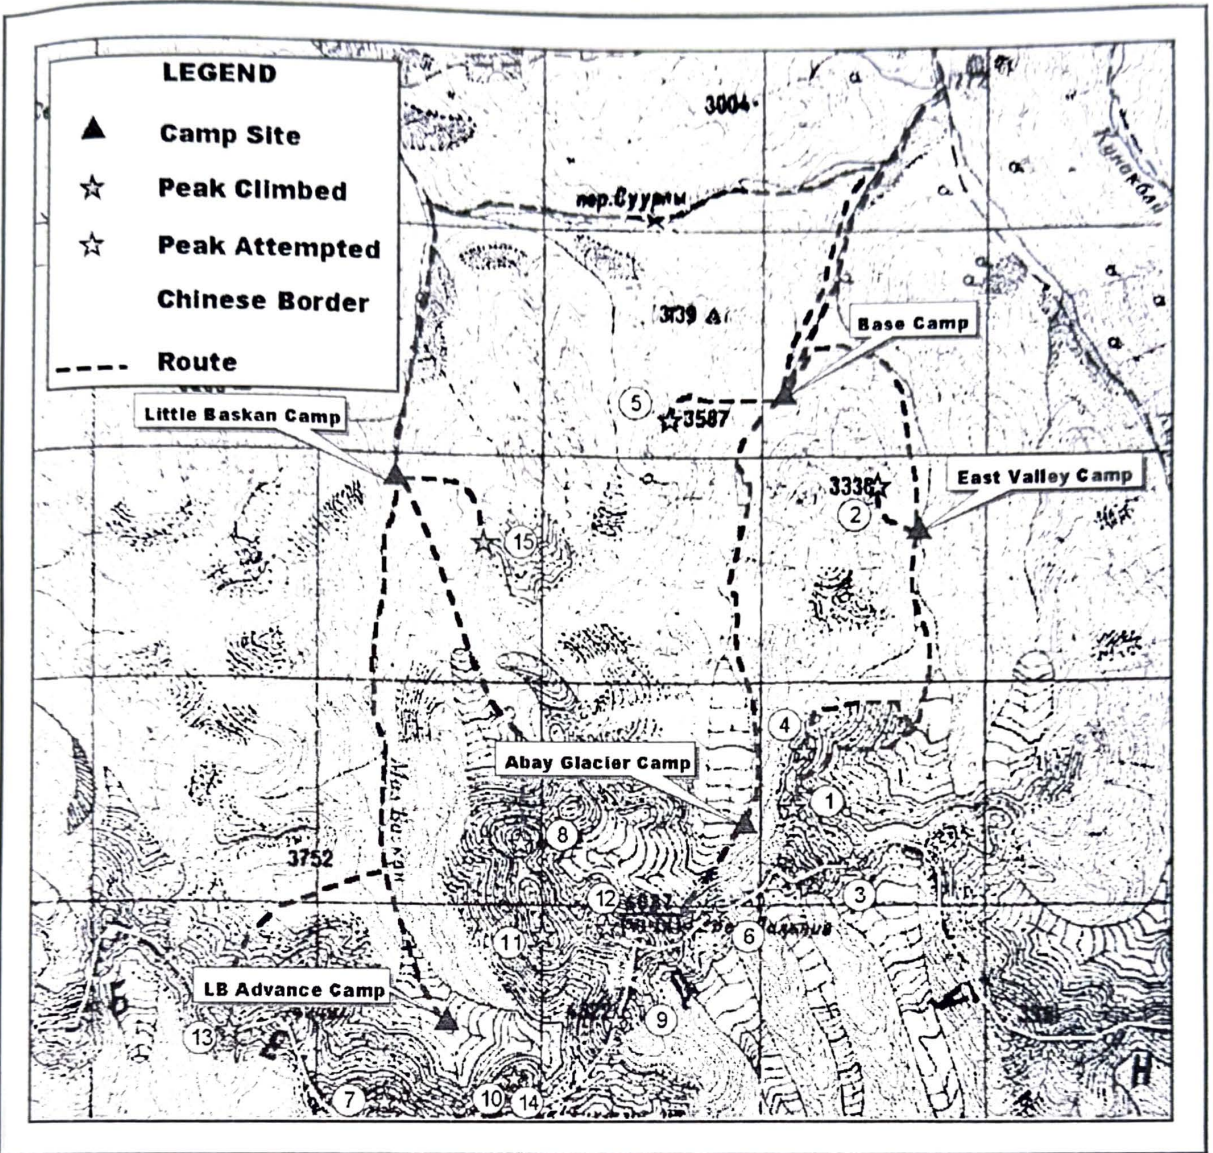 LEGEND
Camp Site
Peak Climbed
Peak Attempted
Chinese Border
Route
3004
пер. Суурлы
3139
Base Camp
Little Baskan Camp
5
3587
3338
2
East Valley Camp
15
4
Abay Glacier Camp
1
8
3752
12
3
11
6
LB Advance Camp
Б
13
9
7
10
14
Н